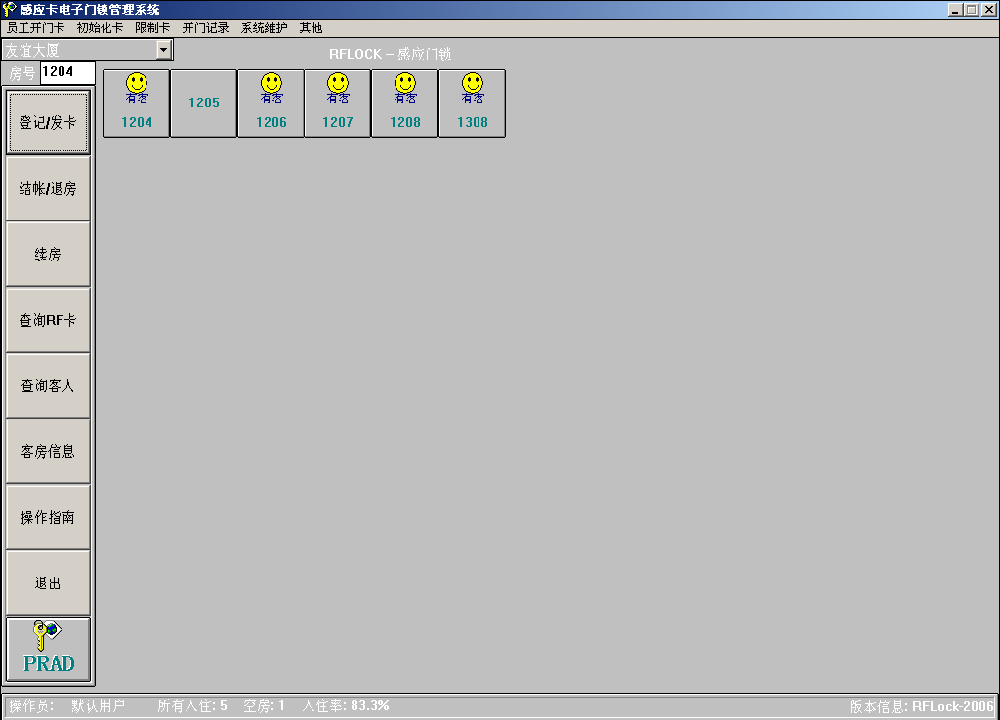 感应卡电子门锁管理系统
员工开门卡 初始化卡 限制卡 开门记录 系统维护 其他
友谊大厦
RFLOCK – 感应门锁
房号 1204
有客 有客 有客 有客 有客
1204 1205 1206 1207 1208 1308
登记/发卡
结帐/退房
续房
查询RF卡
查询客人
客房信息
操作指南
退出
PRAD
操作员: 默认用户 所有入住: 5 空房: 1 入住率: 83.3% 版本信息: RFLock-2006